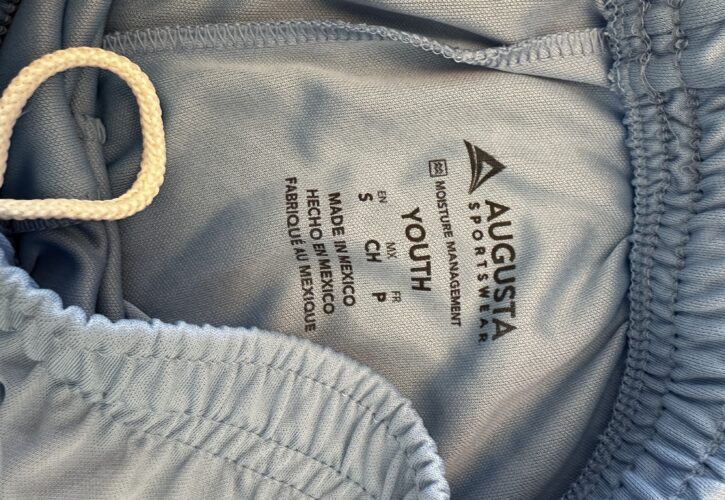 AUGUSTA
SPORTSWEAR
MOISTURE MANAGEMENT
YOUTH
EN MX FR
S CH P
MADE IN MEXICO
HECHO EN MEXICO
FABRIQUÉ AU MEXIQUE